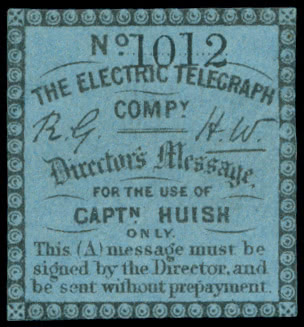 No. 1012
THE ELECTRIC TELEGRAPH
COMPY.
R.G. H.W.
Director's Message,
FOR THE USE OF
CAPTN. HUISH
ONLY.
This (A) message must be
signed by the Director, and
be sent without prepayment.